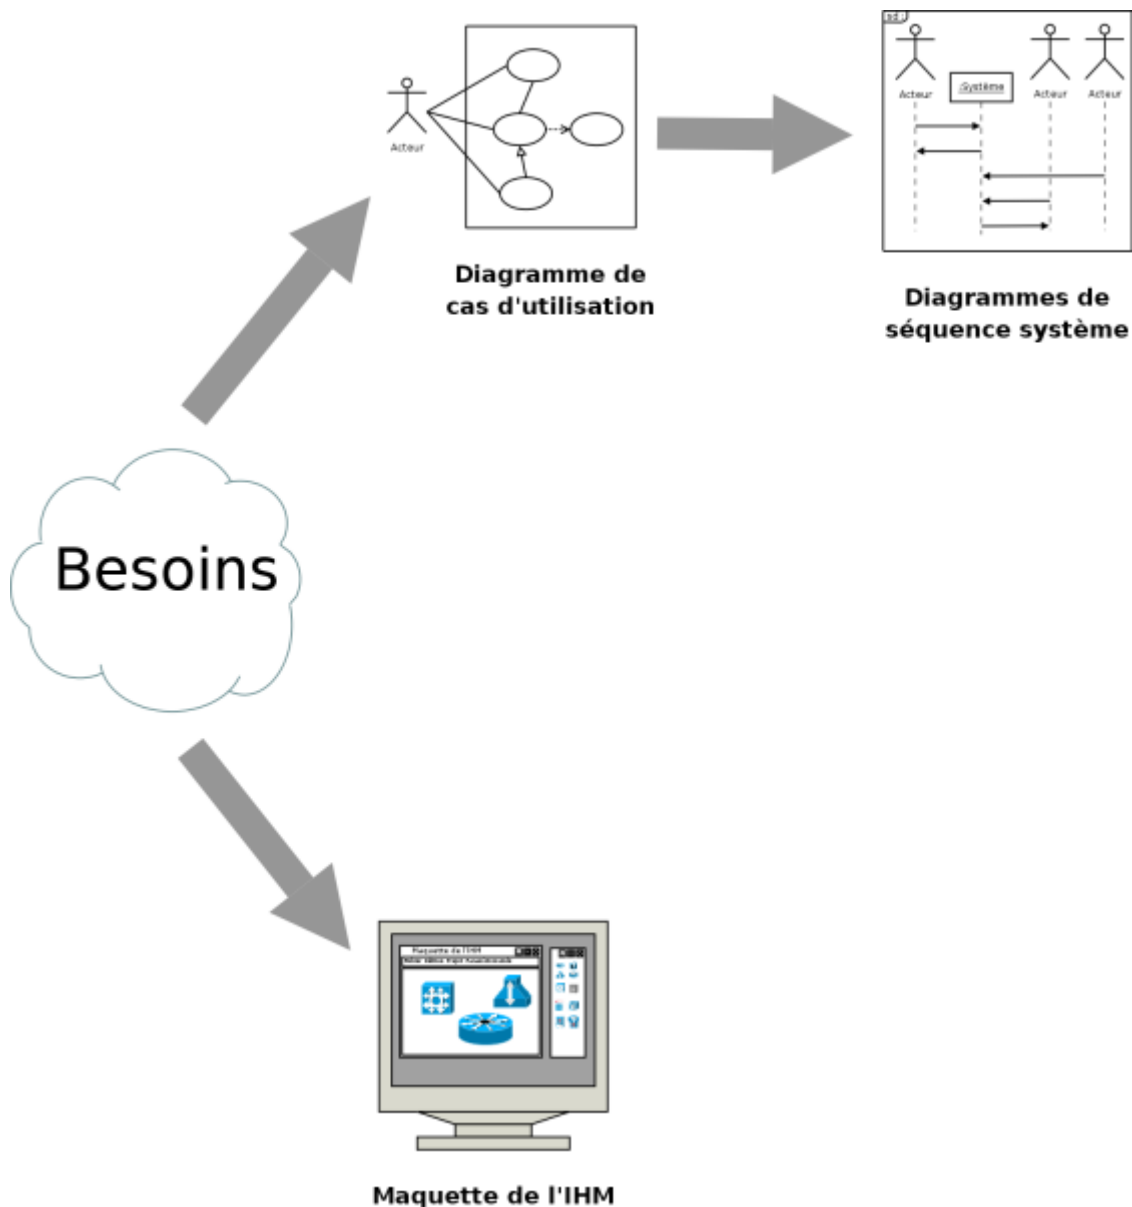 sd
Acteur
:Système
Acteur
Acteur
Acteur
Diagramme de
cas d'utilisation
Diagrammes de
séquence système
Besoins
Maquette de l'IHM
Maquette de l'IHM